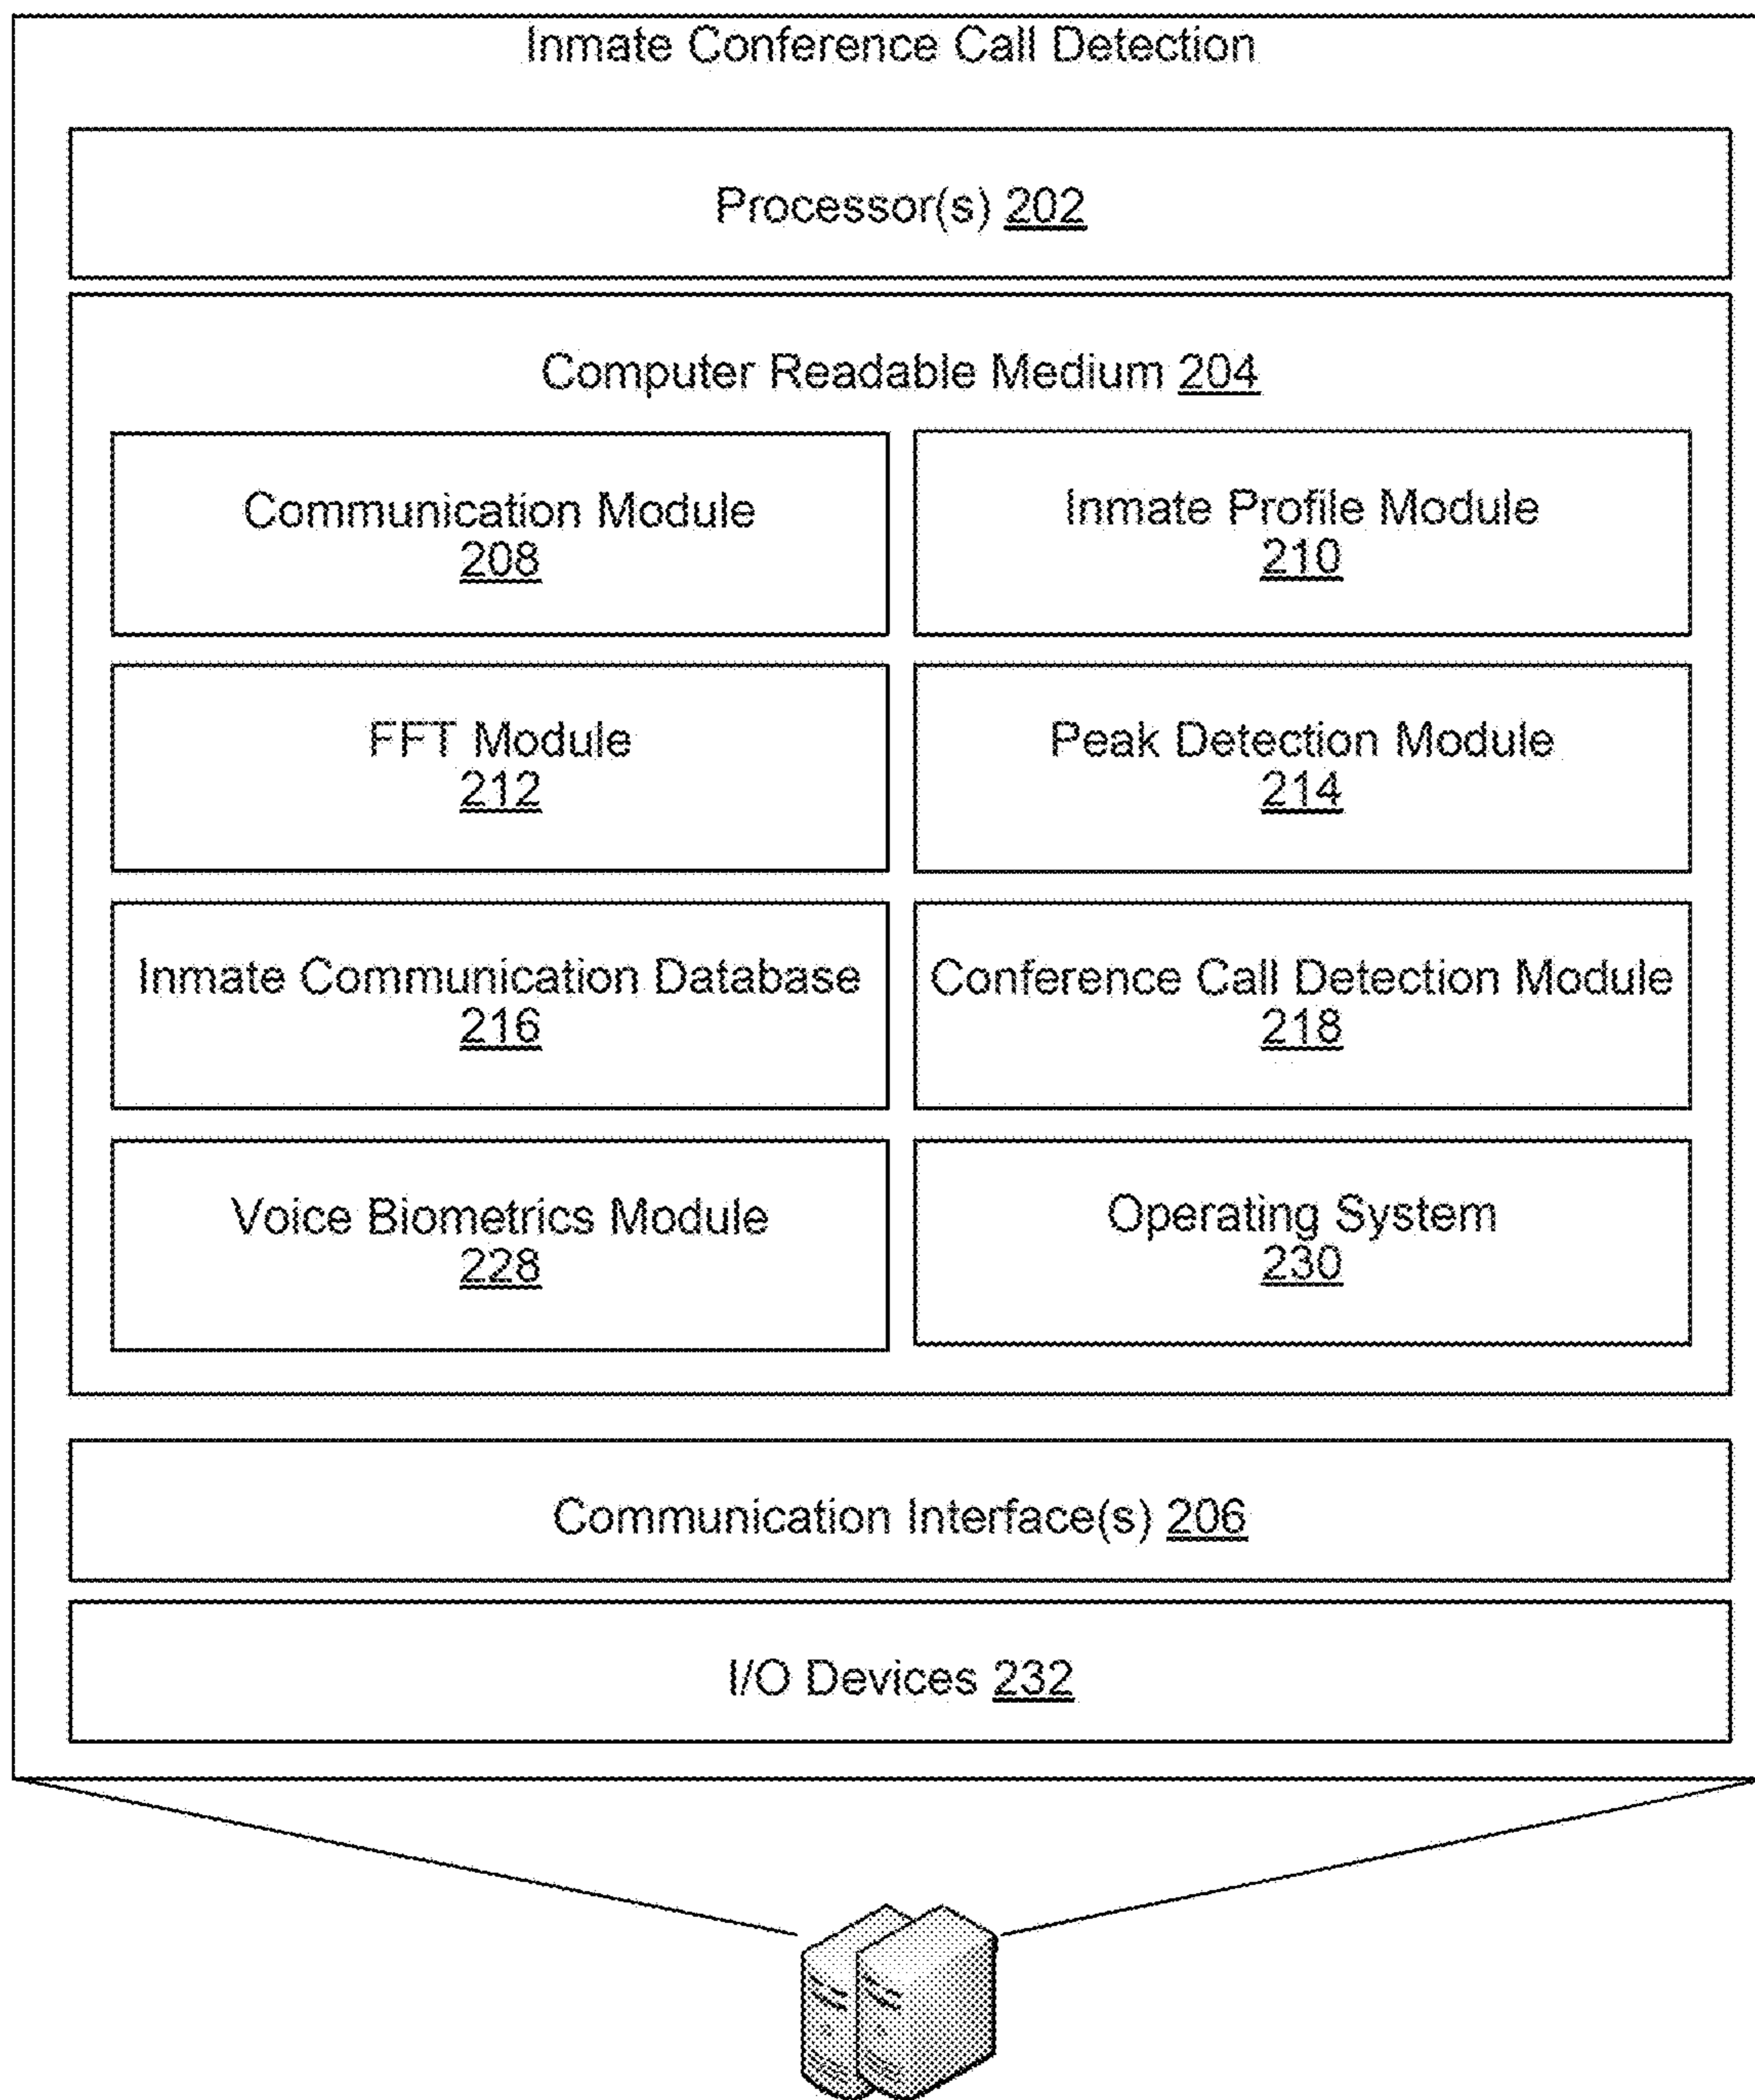 Inmate Conference Call Detection
Processor(s) 202
Computer Readable Medium 204
Communication Module
208
Inmate Profile Module
210
FFT Module
212
Peak Detection Module
214
Inmate Communication Database
216
Conference Call Detection Module
218
Voice Biometrics Module
228
Operating System
230
Communication Interface(s) 206
I/O Devices 232